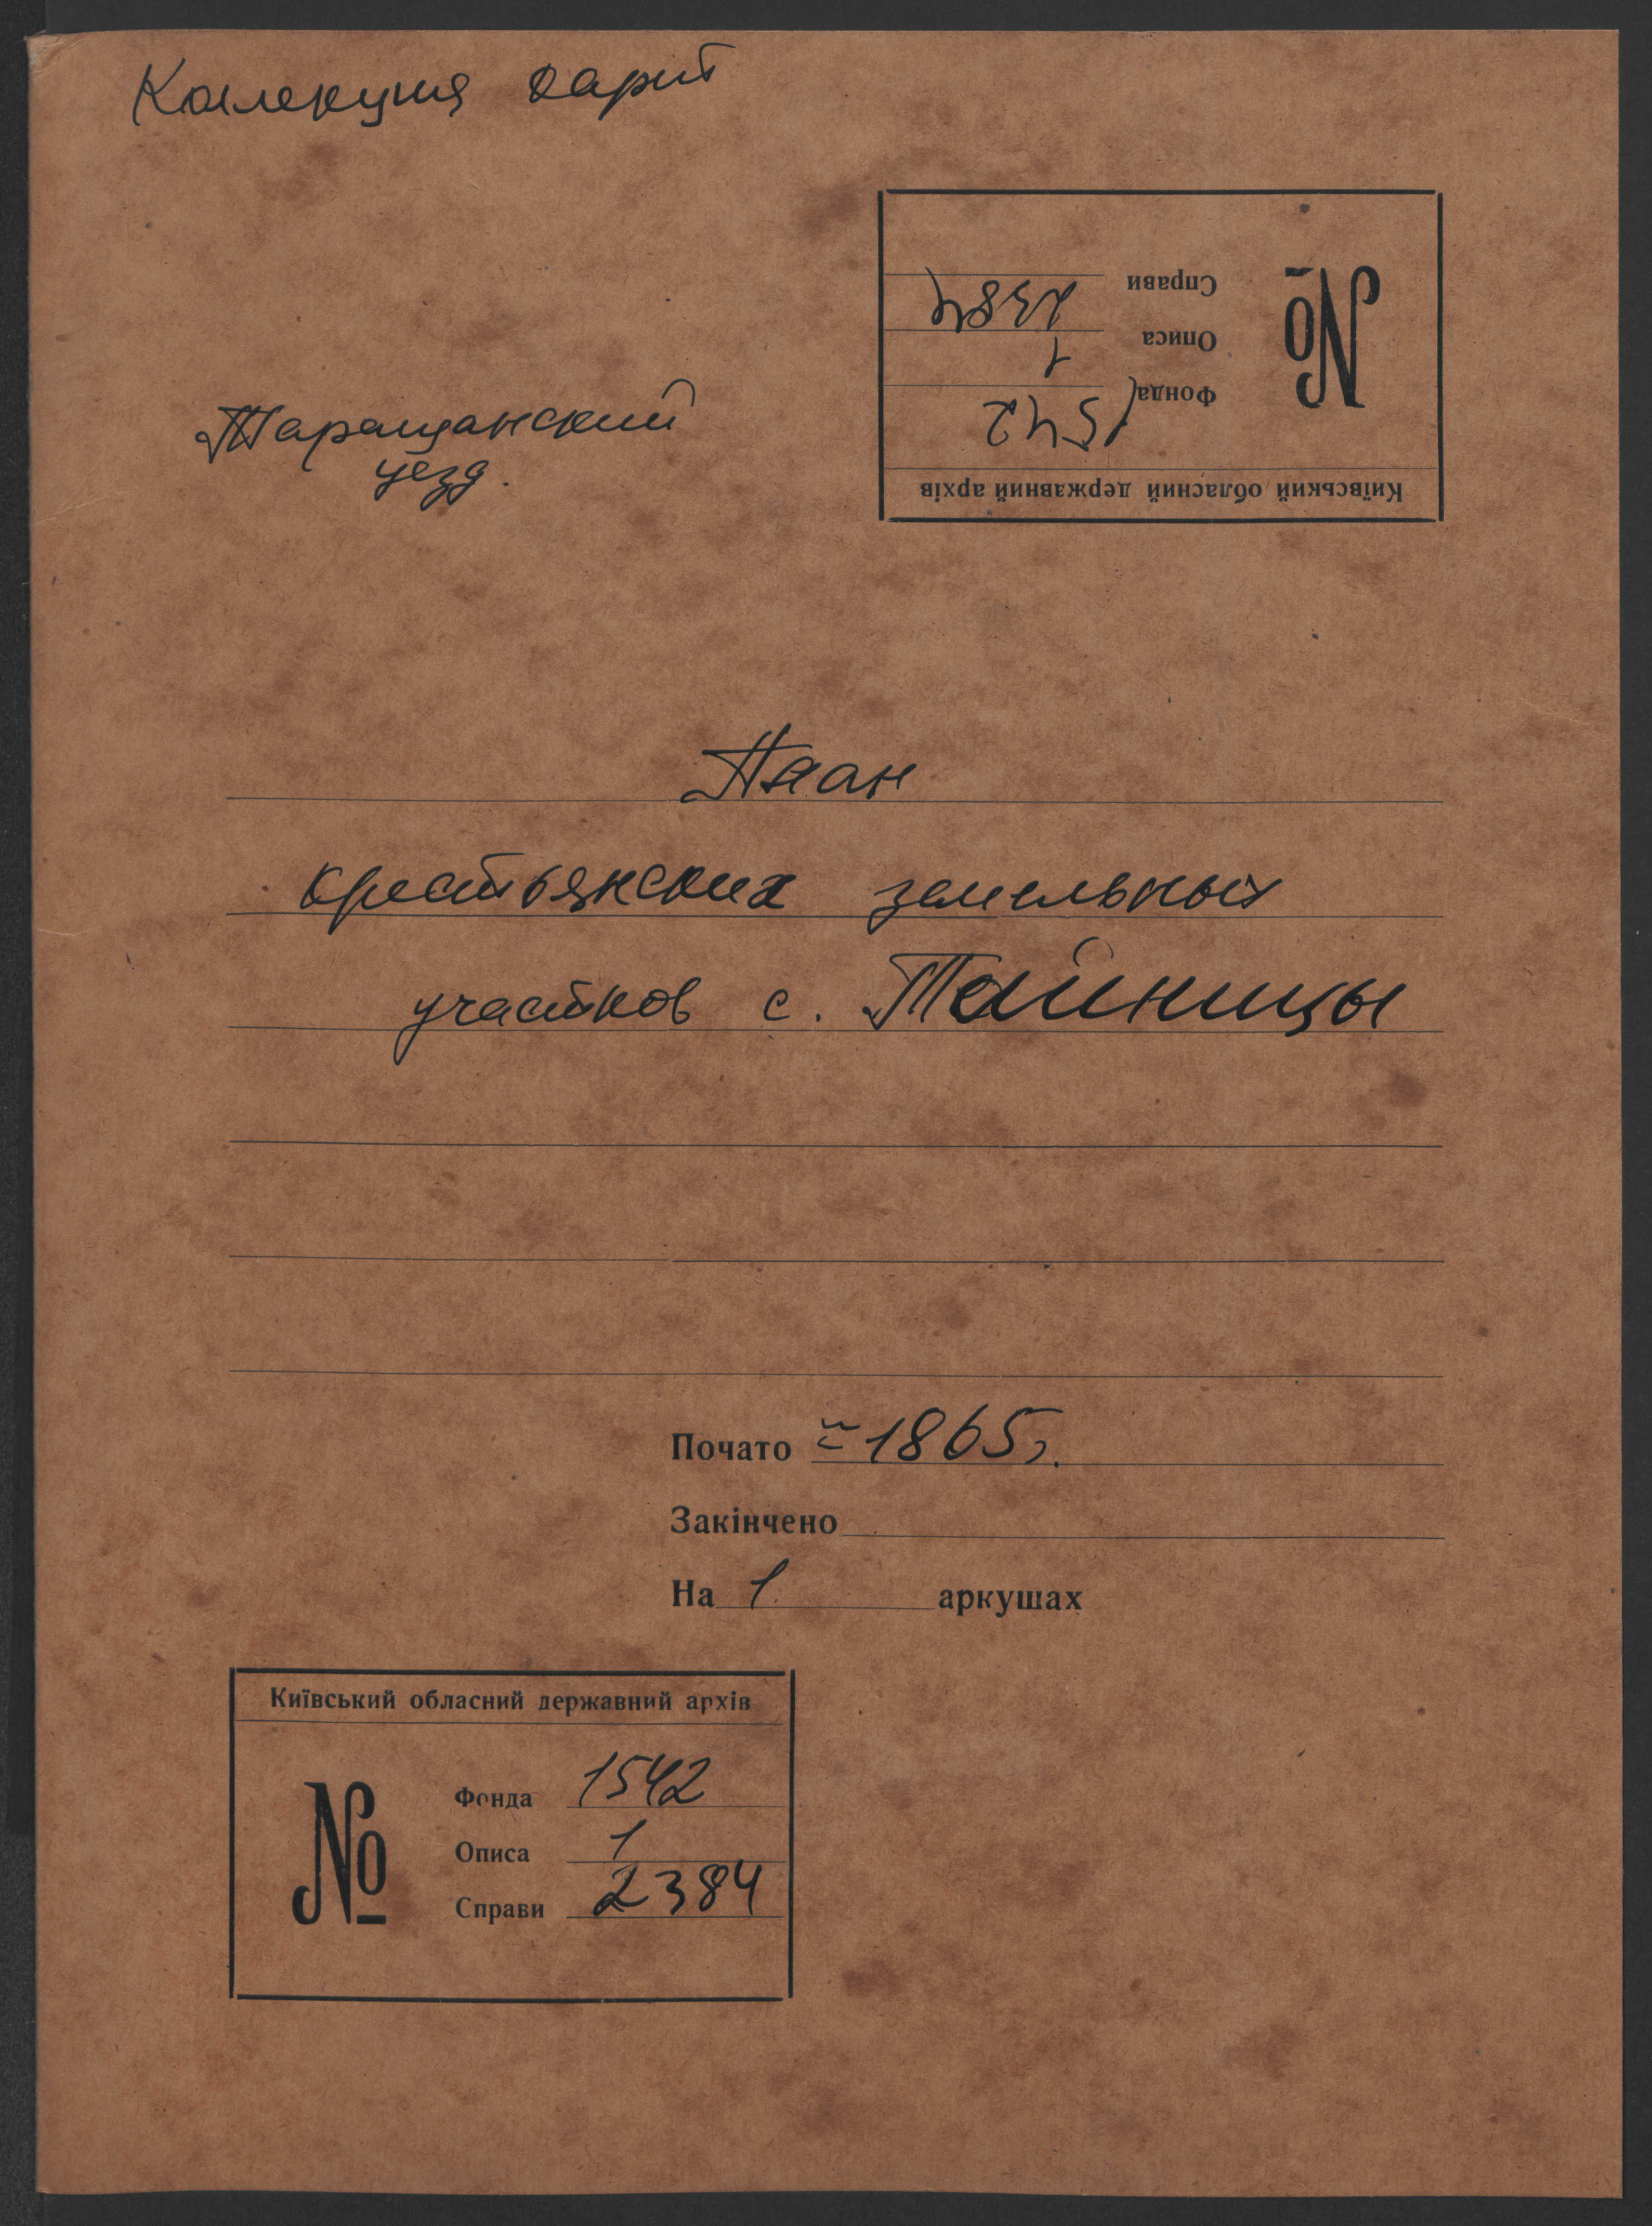 Коллекция карт
Киïвський обласний державний архів
№
Фонда 1542
Описа 1
Справи 2384
Таращанский
уезд.
План
крестьянских земельных
участков с. Тайницы
Почато ≈ 1865 г.
Закінчено
На 1 аркушах
Київський обласний державний архів
№
Фонда 1542
Описа 1
Справи 2384